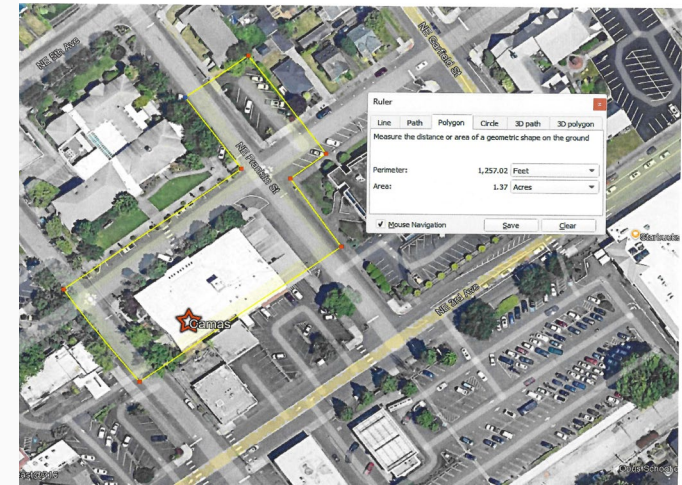 NE 5th Ave
NE Garfield St
Ruler
Line Path Polygon Circle 3D path 3D polygon
Measure the distance or area of a geometric shape on the ground
Perimeter: 1,257.02 Feet
Area: 1.37 Acres
Mouse Navigation Save Clear
NE Franklin St
Starbucks
Camas
NE 3rd Ave